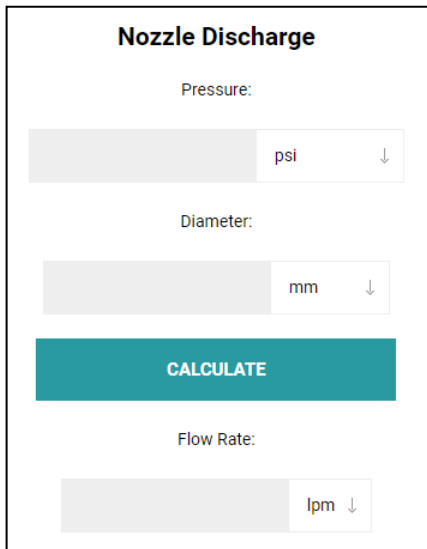 Nozzle Discharge
Pressure:
psi
Diameter:
mm
CALCULATE
Flow Rate:
lpm